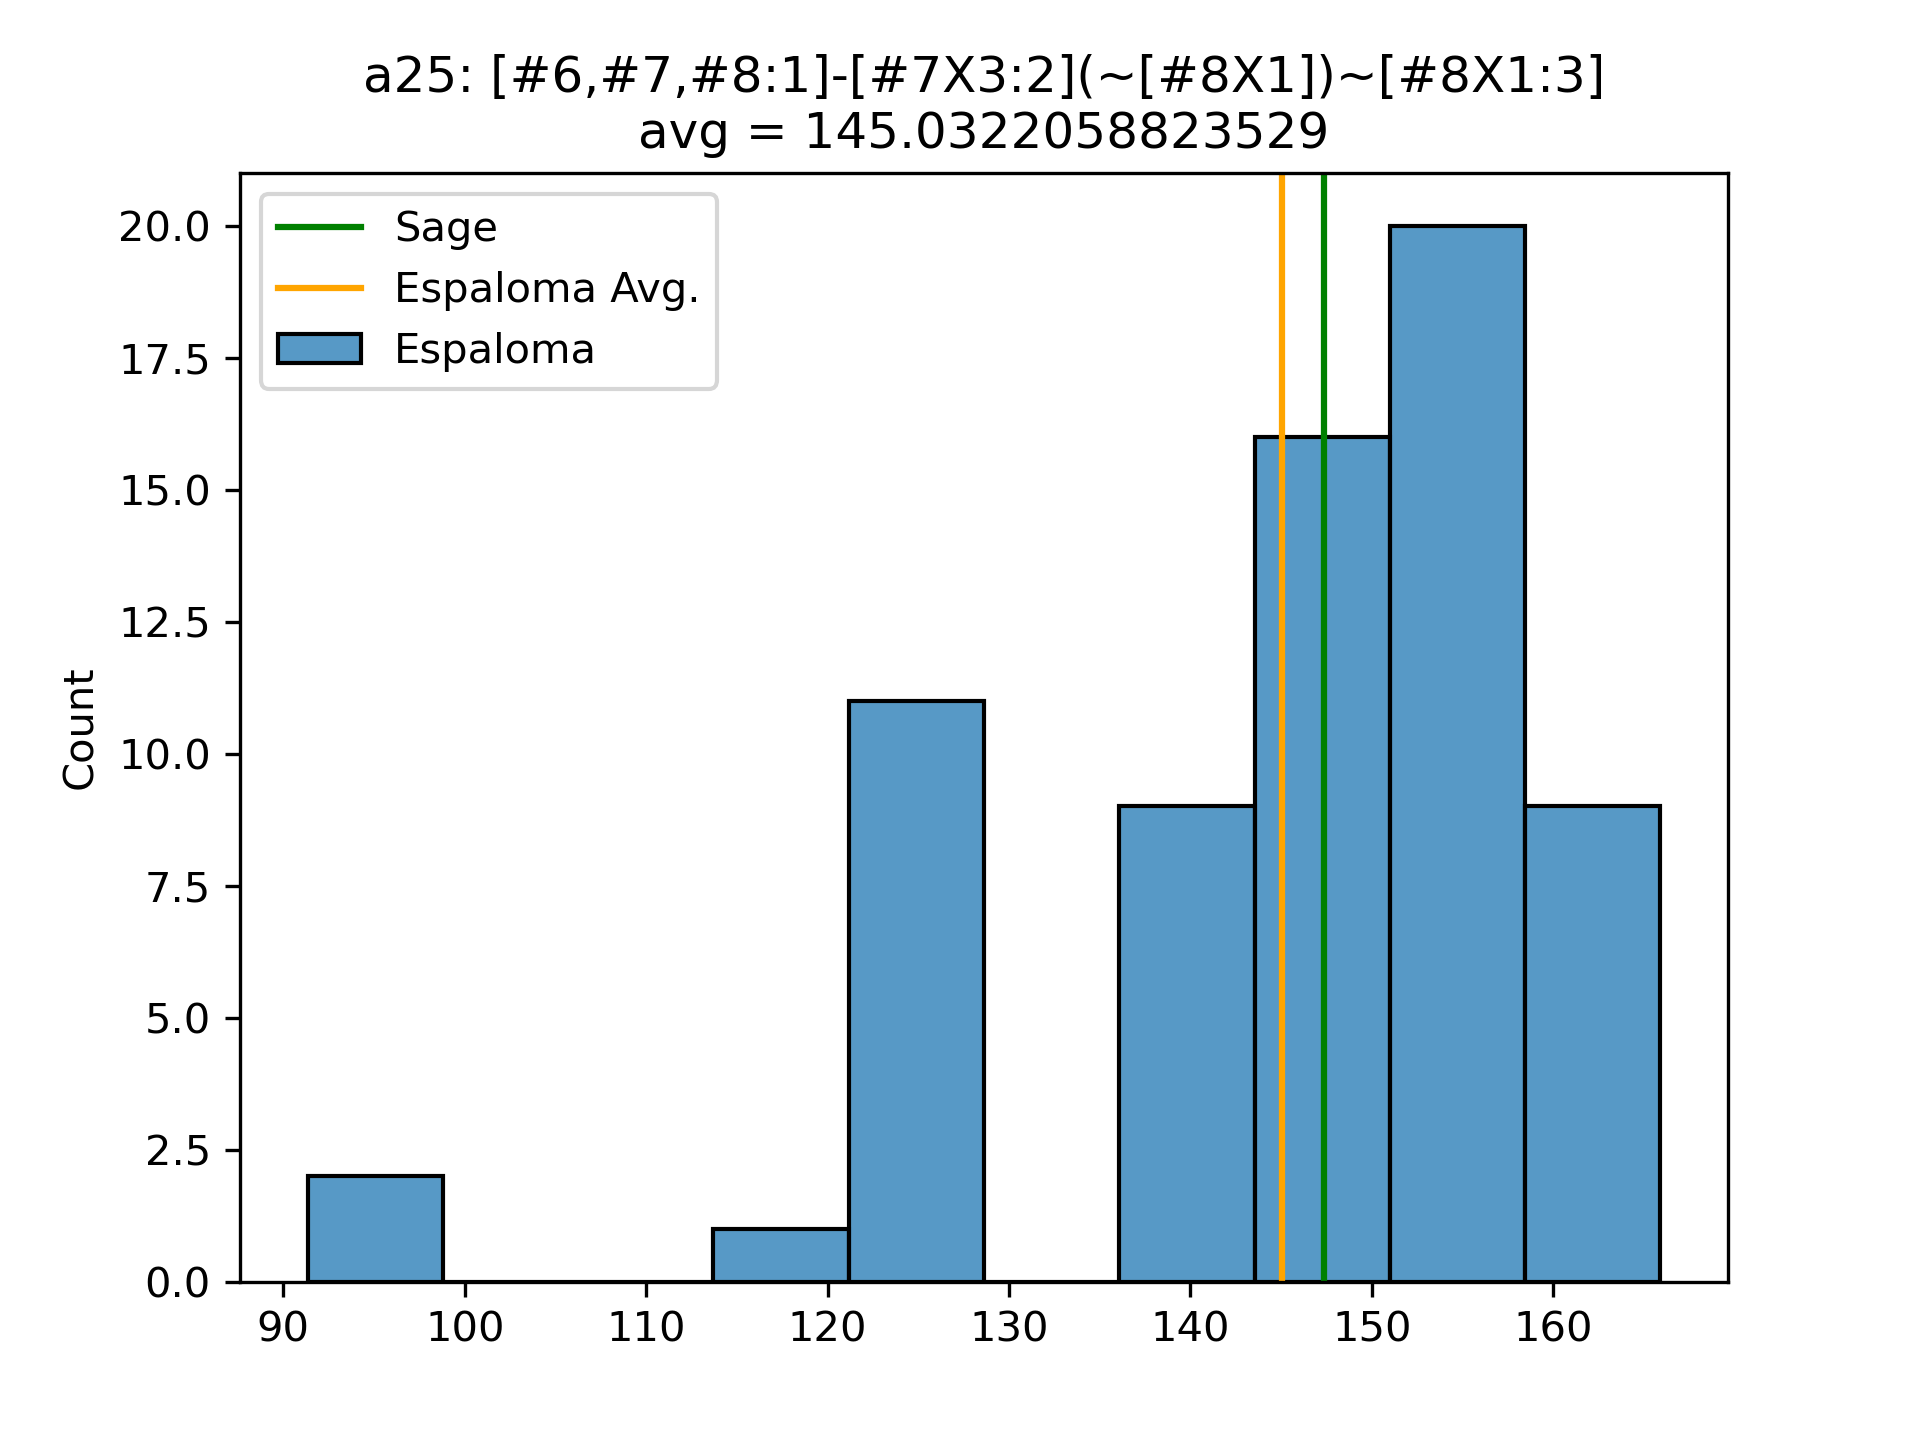 a25: [#6,#7,#8:1]-[#7X3:2](~[#8X1])~[#8X1:3]
avg = 145.0322058823529
Sage
Espaloma Avg.
Espaloma
20.0
17.5
15.0
12.5
10.0
7.5
5.0
2.5
0.0
Count
90 100 110 120 130 140 150 160